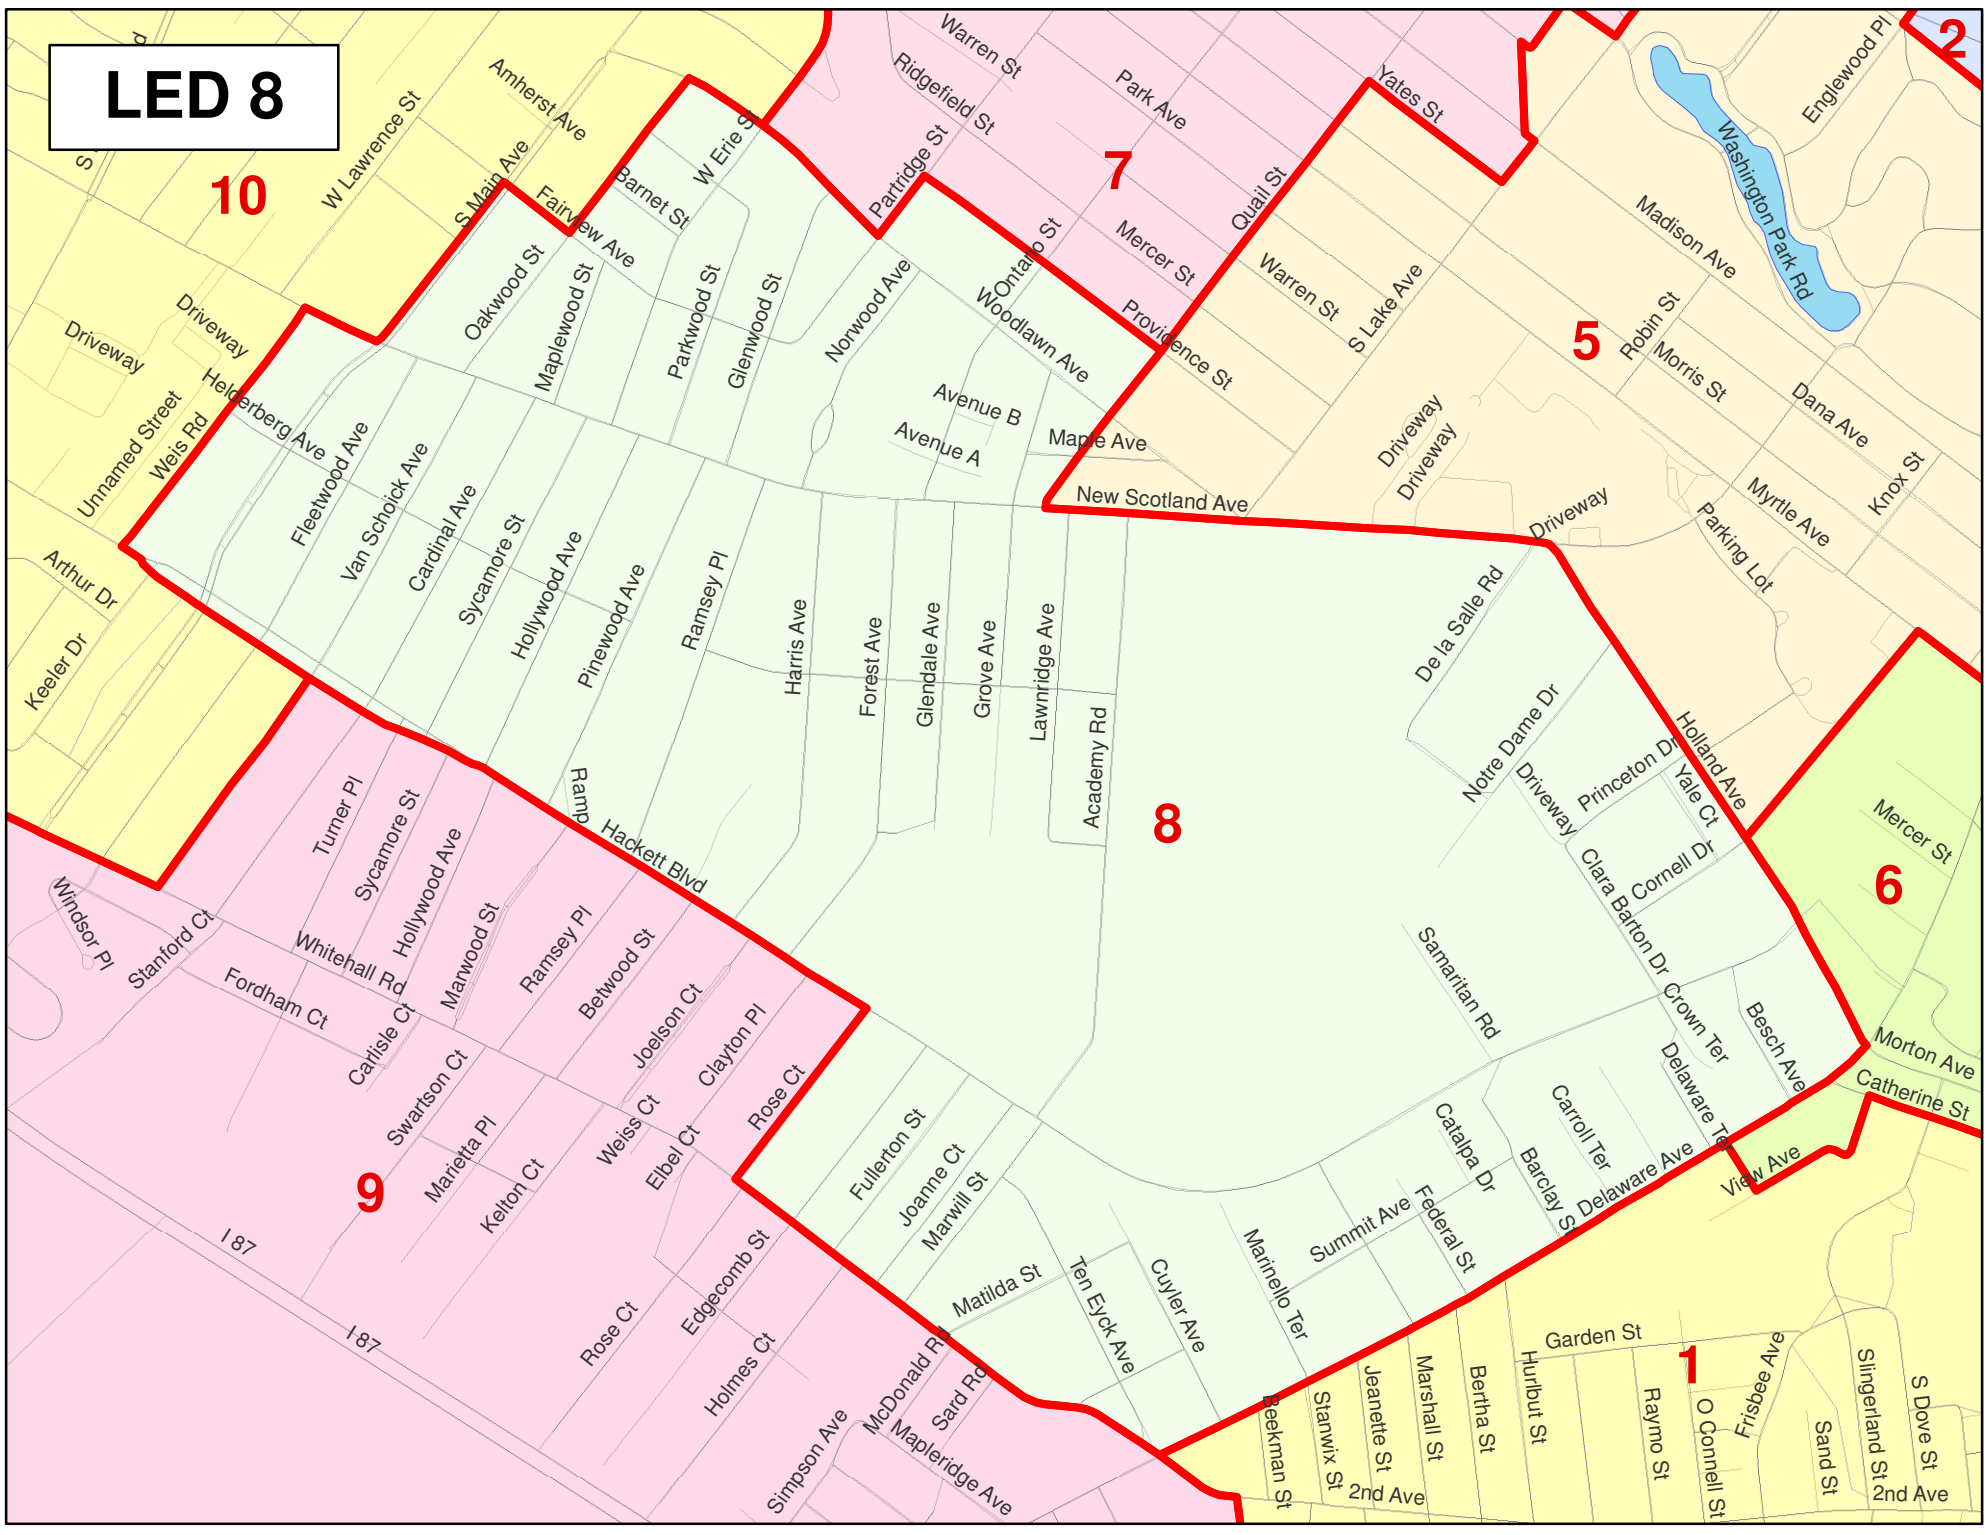 LED 8
S
d
W Lawrence St
Amherst Ave
S Main Ave
Fairview Ave
Barnet St
W Erie St
Warren St
Ridgefield St
Partridge St
Park Ave
Yates St
Englewood Pl
2
10
7
Washington Park Rd
Quail St
Mercer St
Ontario St
Madison Ave
Warren St
S Lake Ave
5
Robin St
Morris St
Dana Ave
Knox St
Driveway
Driveway
Oakwood St
Maplewood St
Parkwood St
Glenwood St
Norwood Ave
Woodlawn Ave
Providence St
Helderberg Ave
Unnamed Street
Weis Rd
Avenue B
Avenue A
Maple Ave
New Scotland Ave
Driveway
Driveway
Driveway
Parking Lot
Myrtle Ave
Fleetwood Ave
Van Schoick Ave
Cardinal Ave
Sycamore St
Hollywood Ave
Pinewood Ave
Ramsey Pl
Harris Ave
Forest Ave
Glendale Ave
Grove Ave
Lawnridge Ave
Academy Rd
De la Salle Rd
Notre Dame Dr
Arthur Dr
Keeler Dr
Holland Ave
Princeton Dr
Yale Ct
Driveway
Cornell Dr
Clara Barton Dr
8
Mercer St
6
Turner Pl
Sycamore St
Hollywood Ave
Ramp
Hackett Blvd
Windsor Pl
Stanford Ct
Whitehall Rd
Fordham Ct
Marwood St
Ramsey Pl
Betwood St
Carlisle Ct
Joelson Ct
Clayton Pl
Samaritan Rd
Crown Ter
Besch Ave
Delaware Ter
Morton Ave
Catherine St
Swartson Ct
Marietta Pl
Kelton Ct
Weiss Ct
Elbel Ct
Rose Ct
Fullerton St
Joanne Ct
Marwill St
Catalpa Dr
Carroll Ter
Barclay St
Delaware Ave
View Ave
9
I 87
I 87
Summit Ave
Federal St
Marinello Ter
Matilda St
Ten Eyck Ave
Cuyler Ave
Edgecomb St
Rose Ct
Holmes Ct
McDonald Rd
Sard Rd
Simpson Ave
Mapleridge Ave
Beekman St
Stanwix St
Jeanette St
Marshall St
Bertha St
Hurlbut St
Garden St
1
Raymo St
O Connell St
Frisbee Ave
Sand St
Slingerland St
S Dove St
2nd Ave
2nd Ave